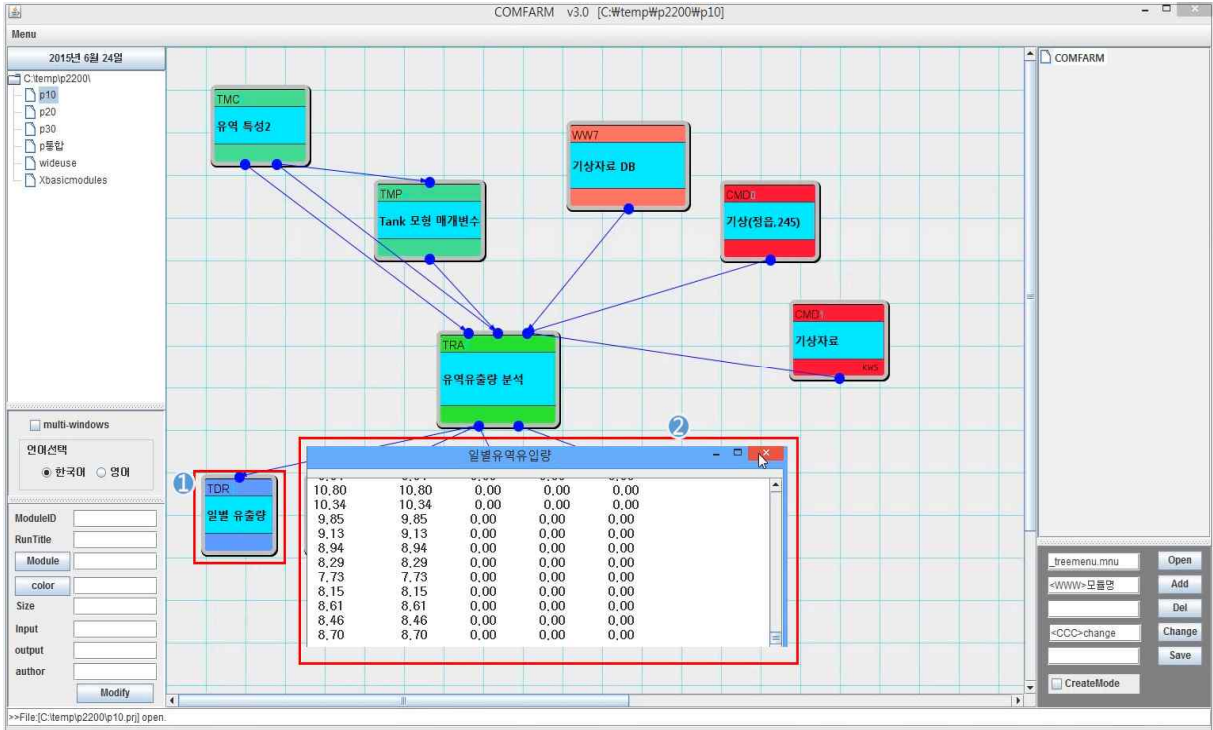 COMFARM v3.0 [C:₩temp₩p2200₩p10]
Menu
2015년 6월 24일
C:\temp\p2200\
p10
p20
p30
p통합
wideuse
Xbasicmodules
multi-windows
언어선택
한국어 영어
ModuleID
RunTitle
Module
color
Size
Input
output
author
Modify
TMC
유역 특성2
TMP
Tank 모형 매개변수
WW7
기상자료 DB
CMD0
기상(정읍,245)
CMD1
기상자료
KWS
TRA
유역유출량 분석
1
TDR
일별 유출량
2
일별유역유입량
10,80 10,80 0,00 0,00 0,00
10,34 10,34 0,00 0,00 0,00
9,85 9,85 0,00 0,00 0,00
9,13 9,13 0,00 0,00 0,00
8,94 8,94 0,00 0,00 0,00
8,29 8,29 0,00 0,00 0,00
7,73 7,73 0,00 0,00 0,00
8,15 8,15 0,00 0,00 0,00
8,61 8,61 0,00 0,00 0,00
8,46 8,46 0,00 0,00 0,00
8,70 8,70 0,00 0,00 0,00
COMFARM
_treemenu.mnu Open
<WWW>모듈명 Add
Del
<CCC>change Change
Save
CreateMode
>>File:[C:\temp\p2200\p10.prj] open.